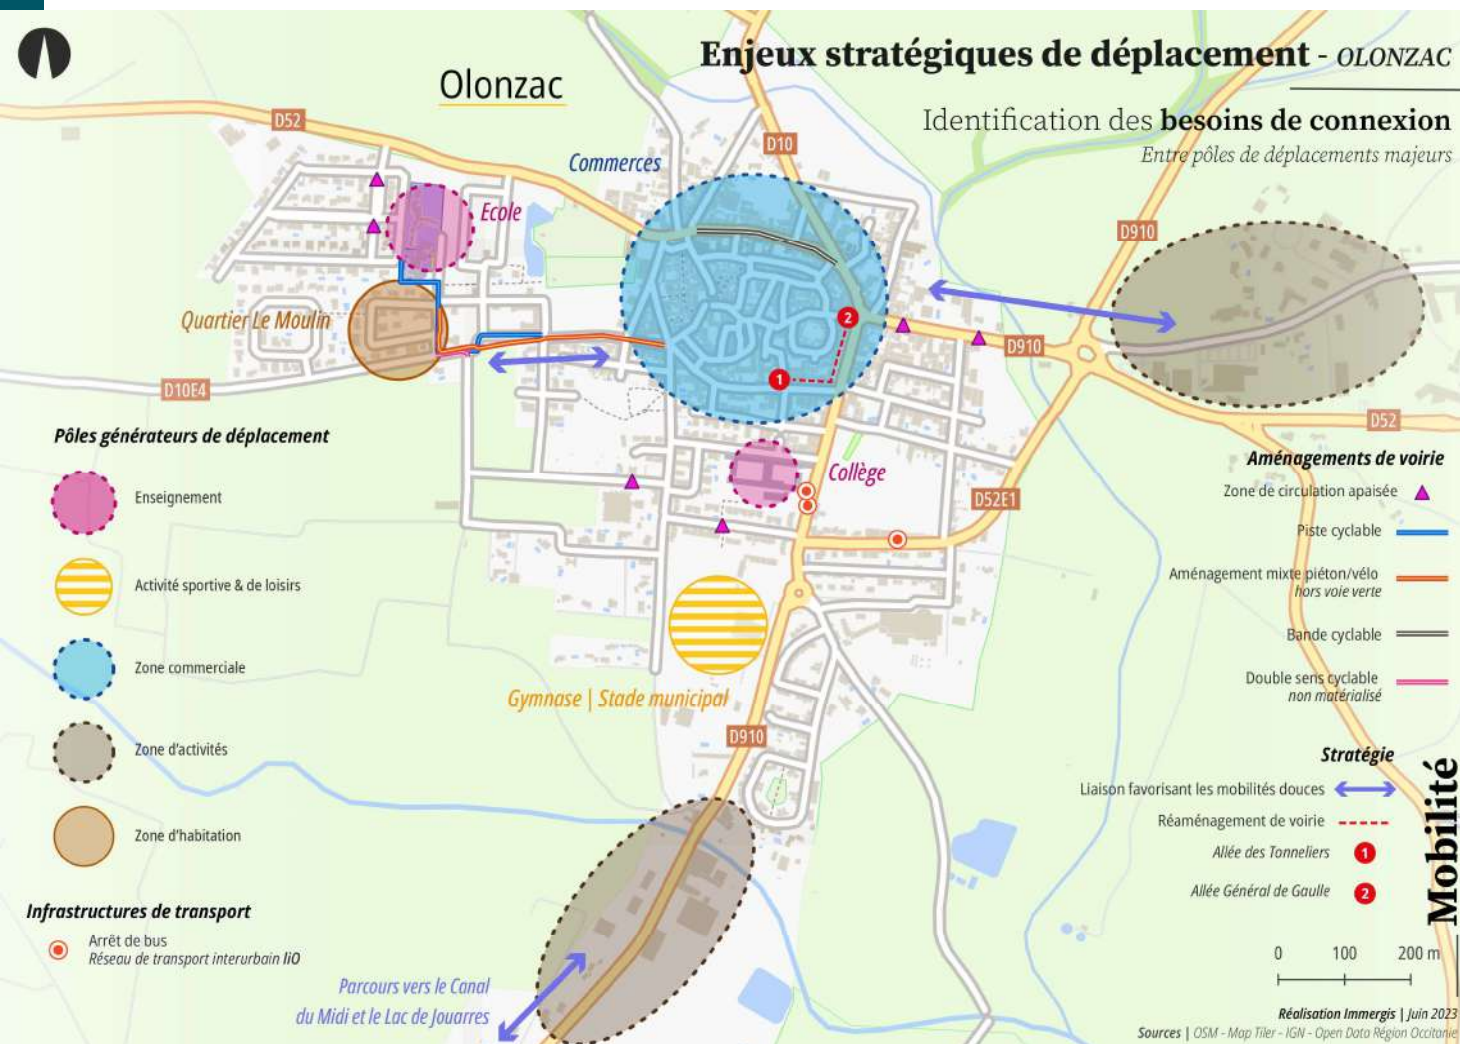 Enjeux stratégiques de déplacement - OLONZAC
Identification des besoins de connexion
Entre pôles de déplacements majeurs
Olonzac
D52
D10
Commerces
Ecole
D910
Quartier Le Moulin
D910
D10E4
D52
Collège
D52E1
Gymnase | Stade municipal
D910
Parcours vers le Canal
du Midi et le Lac de Jouarres
1
2
Pôles générateurs de déplacement
Enseignement
Activité sportive & de loisirs
Zone commerciale
Zone d'activités
Zone d'habitation
Infrastructures de transport
Arrêt de bus
Réseau de transport interurbain liO
Aménagements de voirie
Zone de circulation apaisée
Piste cyclable
Aménagement mixte piéton/vélo
hors voie verte
Bande cyclable
Double sens cyclable
non matérialisé
Stratégie
Liaison favorisant les mobilités douces
Réaménagement de voirie
Allée des Tonneliers 1
Allée Général de Gaulle 2
Mobilité
0 100 200 m
Réalisation Immergis | Juin 2023
Sources | OSM - Map Tiler - IGN - Open Data Région Occitanie